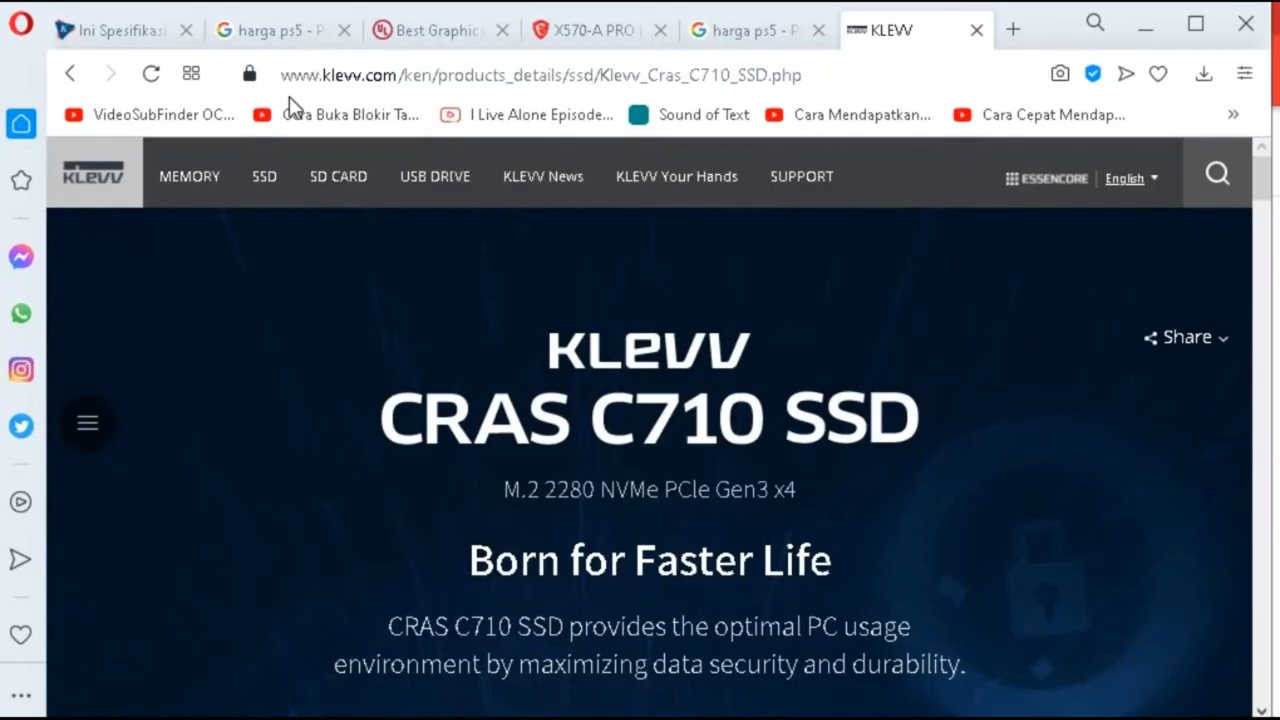 Ini Spesifikasi
harga ps5 - P
Best Graphic
X570-A PRO
harga ps5 - P
KLEVV
www.klevv.com/ken/products_details/ssd/Klevv_Cras_C710_SSD.php
VideoSubFinder OC...
Cara Buka Blokir Ta...
I Live Alone Episode...
Sound of Text
Cara Mendapatkan...
Cara Cepat Mendap...
KLEVV
MEMORY
SSD
SD CARD
USB DRIVE
KLEVV News
KLEVV Your Hands
SUPPORT
ESSENCORE
English
Share
KLEVV
CRAS C710 SSD
M.2 2280 NVMe PCIe Gen3 x4
Born for Faster Life
CRAS C710 SSD provides the optimal PC usage
environment by maximizing data security and durability.